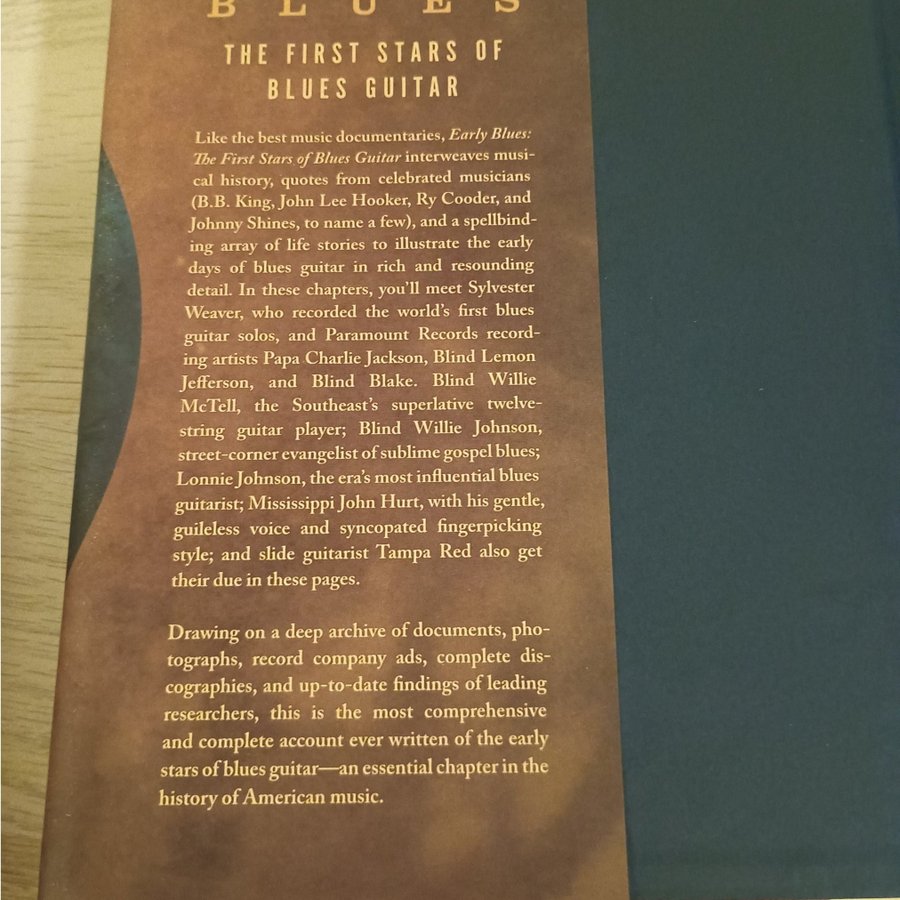 BLUES
THE FIRST STARS OF
BLUES GUITAR
Like the best music documentaries, Early Blues:
The First Stars of Blues Guitar interweaves musi-
cal history, quotes from celebrated musicians
(B.B. King, John Lee Hooker, Ry Cooder, and
Johnny Shines, to name a few), and a spellbind-
ing array of life stories to illustrate the early
days of blues guitar in rich and resounding
detail. In these chapters, you'll meet Sylvester
Weaver, who recorded the world's first blues
guitar solos, and Paramount Records record-
ing artists Papa Charlie Jackson, Blind Lemon
Jefferson, and Blind Blake. Blind Willie
McTell, the Southeast's superlative twelve-
string guitar player; Blind Willie Johnson,
street-corner evangelist of sublime gospel blues;
Lonnie Johnson, the era's most influential blues
guitarist; Mississippi John Hurt, with his gentle,
guileless voice and syncopated fingerpicking
style; and slide guitarist Tampa Red also get
their due in these pages.
Drawing on a deep archive of documents, pho-
tographs, record company ads, complete dis-
cographies, and up-to-date findings of leading
researchers, this is the most comprehensive
and complete account ever written of the early
stars of blues guitar—an essential chapter in the
history of American music.